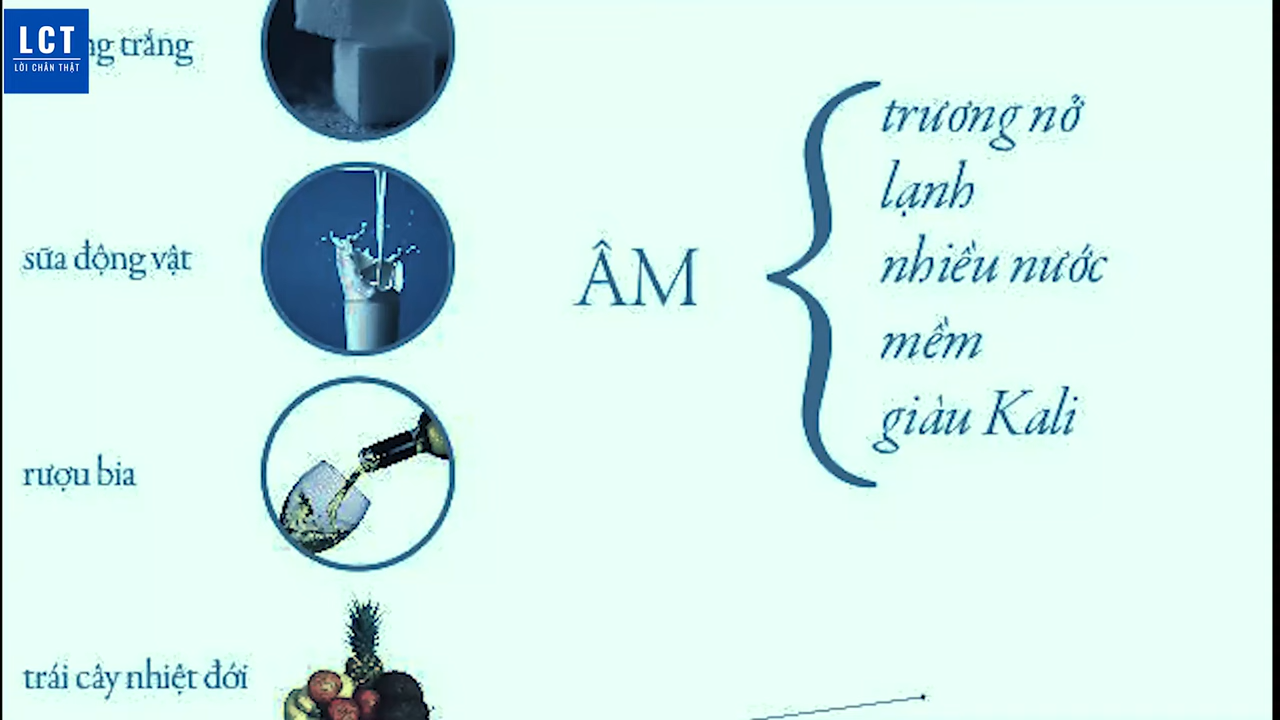 LCT
LỜI CHÂN THẬT
trắng
sữa động vật
rượu bia
trái cây nhiệt đới
ÂM
trương nở
lạnh
nhiều nước
mềm
giàu Kali